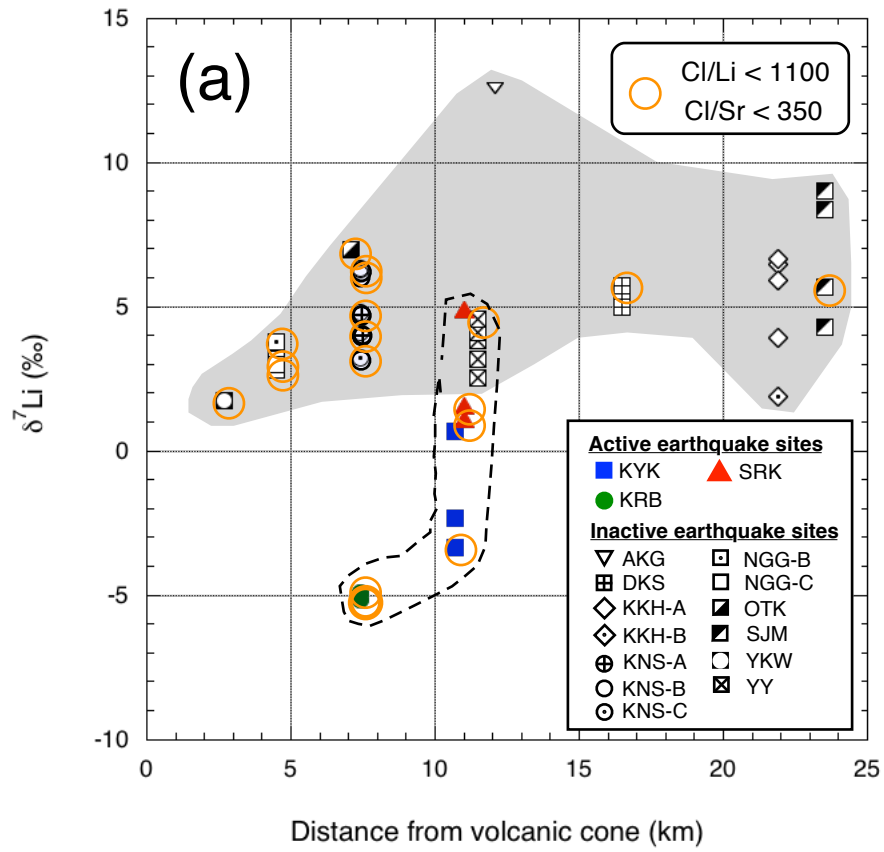 (a)
Cl/Li < 1100
Cl/Sr < 350
15
10
5
0
-5
-10
δ⁷Li (‰)
0 5 10 15 20 25
Distance from volcanic cone (km)
Active earthquake sites
KYK SRK
KRB
Inactive earthquake sites
AKG NGG-B
DKS NGG-C
KKH-A OTK
KKH-B SJM
KNS-A YKW
KNS-B YY
KNS-C